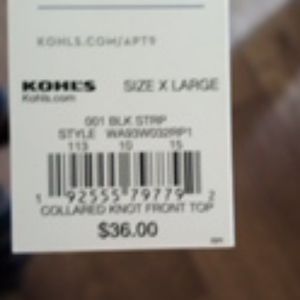 KOHLS.COM/APT9
KOHL'S SIZE X LARGE
Kohls.com
001 BLK STRP
STYLE WA93W032RP1
113 10 15
1 92555 79779 2
COLLARED KNOT FRONT TOP
$36.00